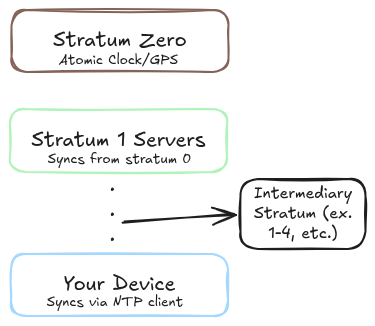 Stratum Zero
Atomic Clock/GPS
Stratum 1 Servers
Syncs from stratum 0
Intermediary
Stratum (ex.
1-4, etc.)
Your Device
Syncs via NTP client